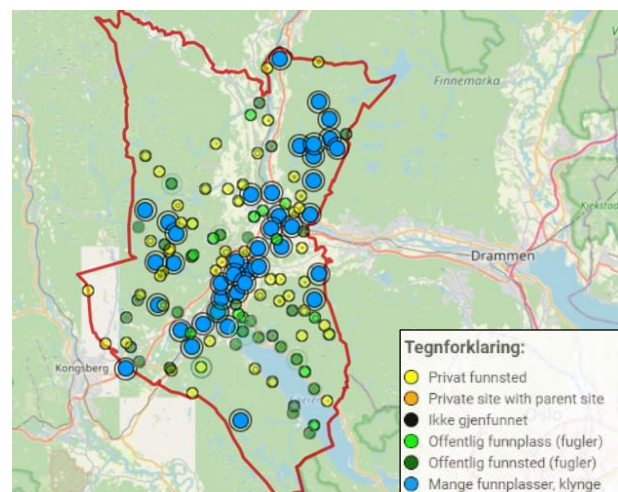 Finnemarka
Drammen
Kongsberg
Tegnforklaring:
Privat funnsted
Private site with parent site
Ikke gjenfunnet
Offentlig funnplass (fugler)
Offentlig funnsted (fugler)
Mange funnplasser, klynge